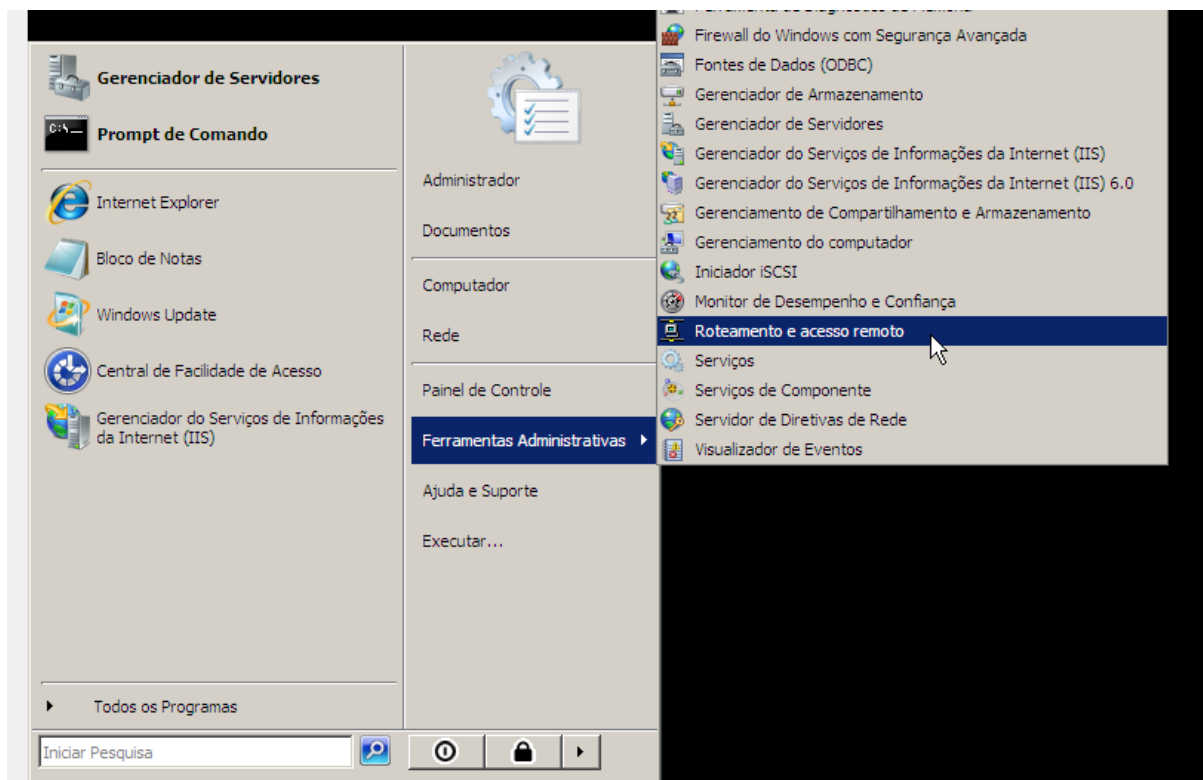 Gerenciador de Servidores
C:\
Prompt de Comando
Internet Explorer
Bloco de Notas
Windows Update
Central de Facilidade de Acesso
Gerenciador do Serviços de Informações
da Internet (IIS)
Todos os Programas
Iniciar Pesquisa
Administrador
Documentos
Computador
Rede
Painel de Controle
Ferramentas Administrativas
Ajuda e Suporte
Executar...
Ferramenta de Diagnóstico de Memória
Firewall do Windows com Segurança Avançada
Fontes de Dados (ODBC)
Gerenciador de Armazenamento
Gerenciador de Servidores
Gerenciador do Serviços de Informações da Internet (IIS)
Gerenciador do Serviços de Informações da Internet (IIS) 6.0
Gerenciamento de Compartilhamento e Armazenamento
Gerenciamento do computador
Iniciador iSCSI
Monitor de Desempenho e Confiança
Roteamento e acesso remoto
Serviços
Serviços de Componente
Servidor de Diretivas de Rede
Visualizador de Eventos